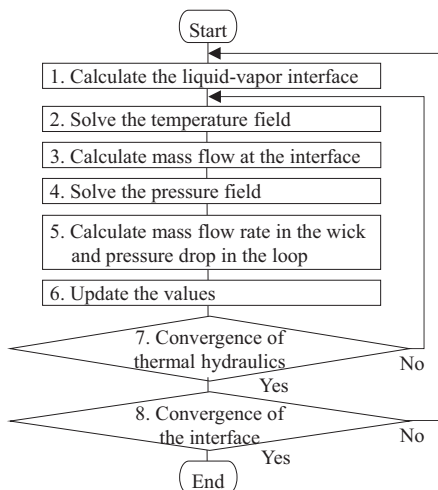 Start
1. Calculate the liquid-vapor interface
2. Solve the temperature field
3. Calculate mass flow at the interface
4. Solve the pressure field
5. Calculate mass flow rate in the wick
and pressure drop in the loop
6. Update the values
7. Convergence of
thermal hydraulics
No
Yes
8. Convergence of
the interface
No
Yes
End